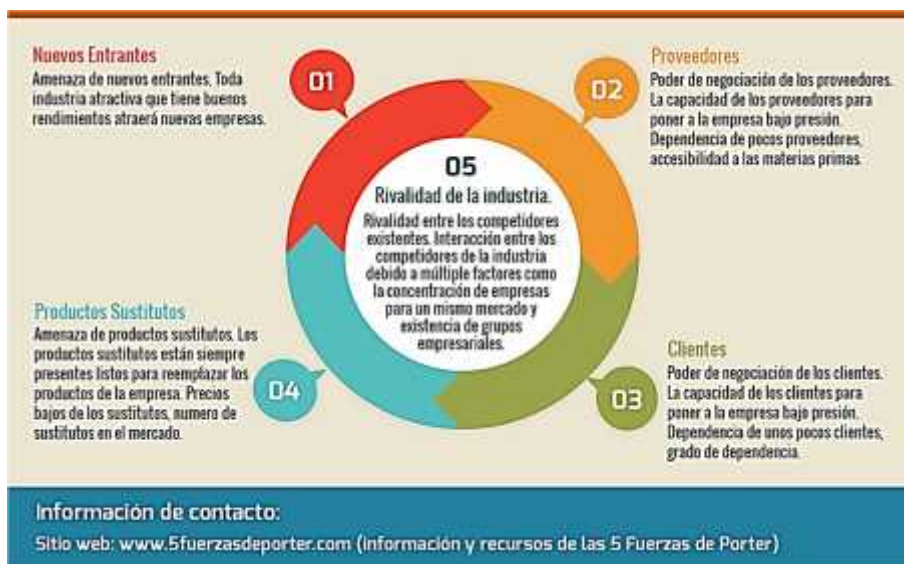 Nuevos Entrantes
Amenaza de nuevos entrantes. Toda
industria atractiva que tiene buenos
rendimientos atraerá nuevas empresas.
01
02
Proveedores
Poder de negociación de los proveedores.
La capacidad de los proveedores para
poner a la empresa bajo presión.
Dependencia de pocos proveedores,
accesibilidad a las materias primas.
05
Rivalidad de la industria.
Rivalidad entre los competidores
existentes. Interacción entre los
competidores de la industria
debido a múltiple factores como
la concentración de empresas
para un mismo mercado y
existencia de grupos
empresariales.
Productos Sustitutos
Amenaza de productos sustitutos. Los
productos sustitutos están siempre
presentes listos para reemplazar los
productos de la empresa. Precios
bajos de los sustitutos, numero de
sustitutos en el mercado.
04
03
Clientes
Poder de negociación de los clientes.
La capacidad de los clientes para
poner a la empresa bajo presión.
Dependencia de unos pocos clientes,
grado de dependencia.
Información de contacto:
Sitio web: www.5fuerzasdeporter.com (información y recursos de las 5 Fuerzas de Porter)